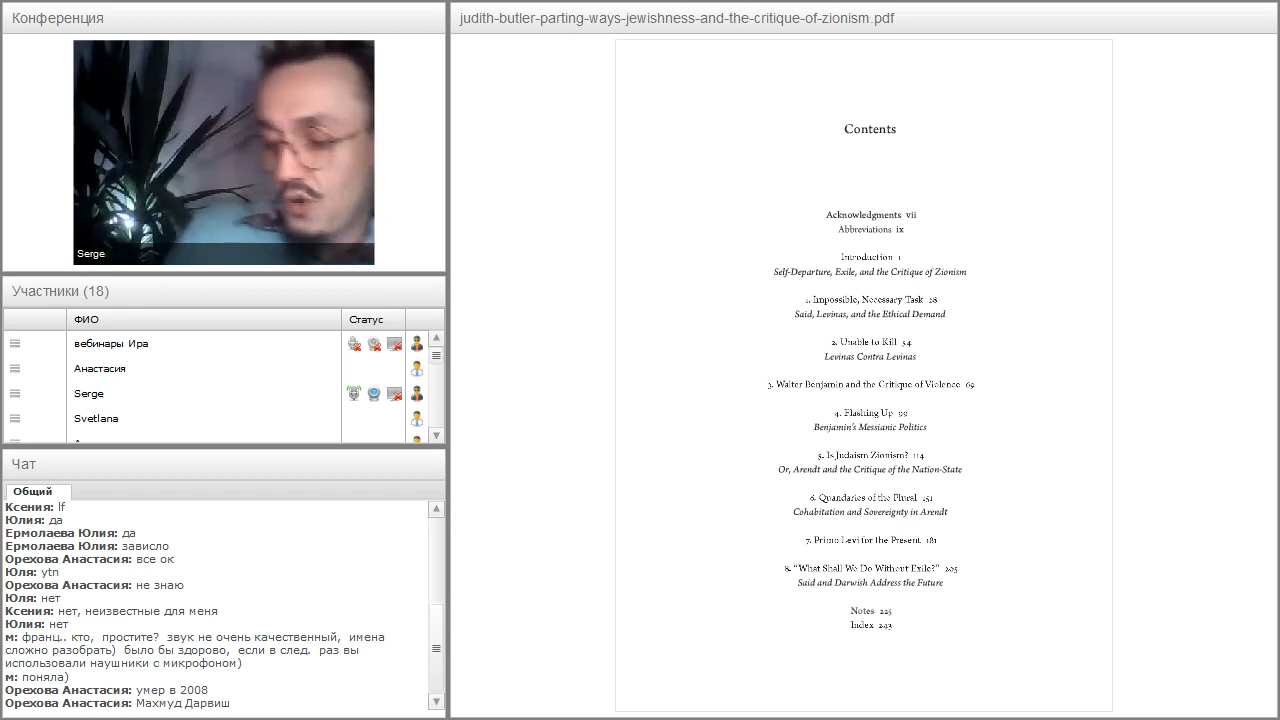 Конференция
Serge
Участники (18)
ФИО
Статус
вебинары Ира
Анастасия
Serge
Svetlana
Чат
Общий
Ксения: lf
Юлия: да
Ермолаева Юлия: да
Ермолаева Юлия: зависло
Орехова Анастасия: все ок
Юля: ytn
Орехова Анастасия: не знаю
Юля: нет
Ксения: нет, неизвестные для меня
Юлия: нет
м: франц.. кто, простите? звук не очень качественный, имена
сложно разобрать) было бы здорово, если в след. раз вы
использовали наушники с микрофоном)
м: поняла)
Орехова Анастасия: умер в 2008
Орехова Анастасия: Махмуд Дарвиш
judith-butler-parting-ways-jewishness-and-the-critique-of-zionism.pdf
Contents
Acknowledgments vii
Abbreviations ix
Introduction 1
Self-Departure, Exile, and the Critique of Zionism
1. Impossible, Necessary Task 28
Said, Levinas, and the Ethical Demand
2. Unable to Kill 54
Levinas Contra Levinas
3. Walter Benjamin and the Critique of Violence 69
4. Flashing Up 99
Benjamin's Messianic Politics
5. Is Judaism Zionism? 114
Or, Arendt and the Critique of the Nation-State
6. Quandaries of the Plural 151
Cohabitation and Sovereignty in Arendt
7. Primo Levi for the Present 181
8. “What Shall We Do Without Exile?” 205
Said and Darwish Address the Future
Notes 225
Index 243